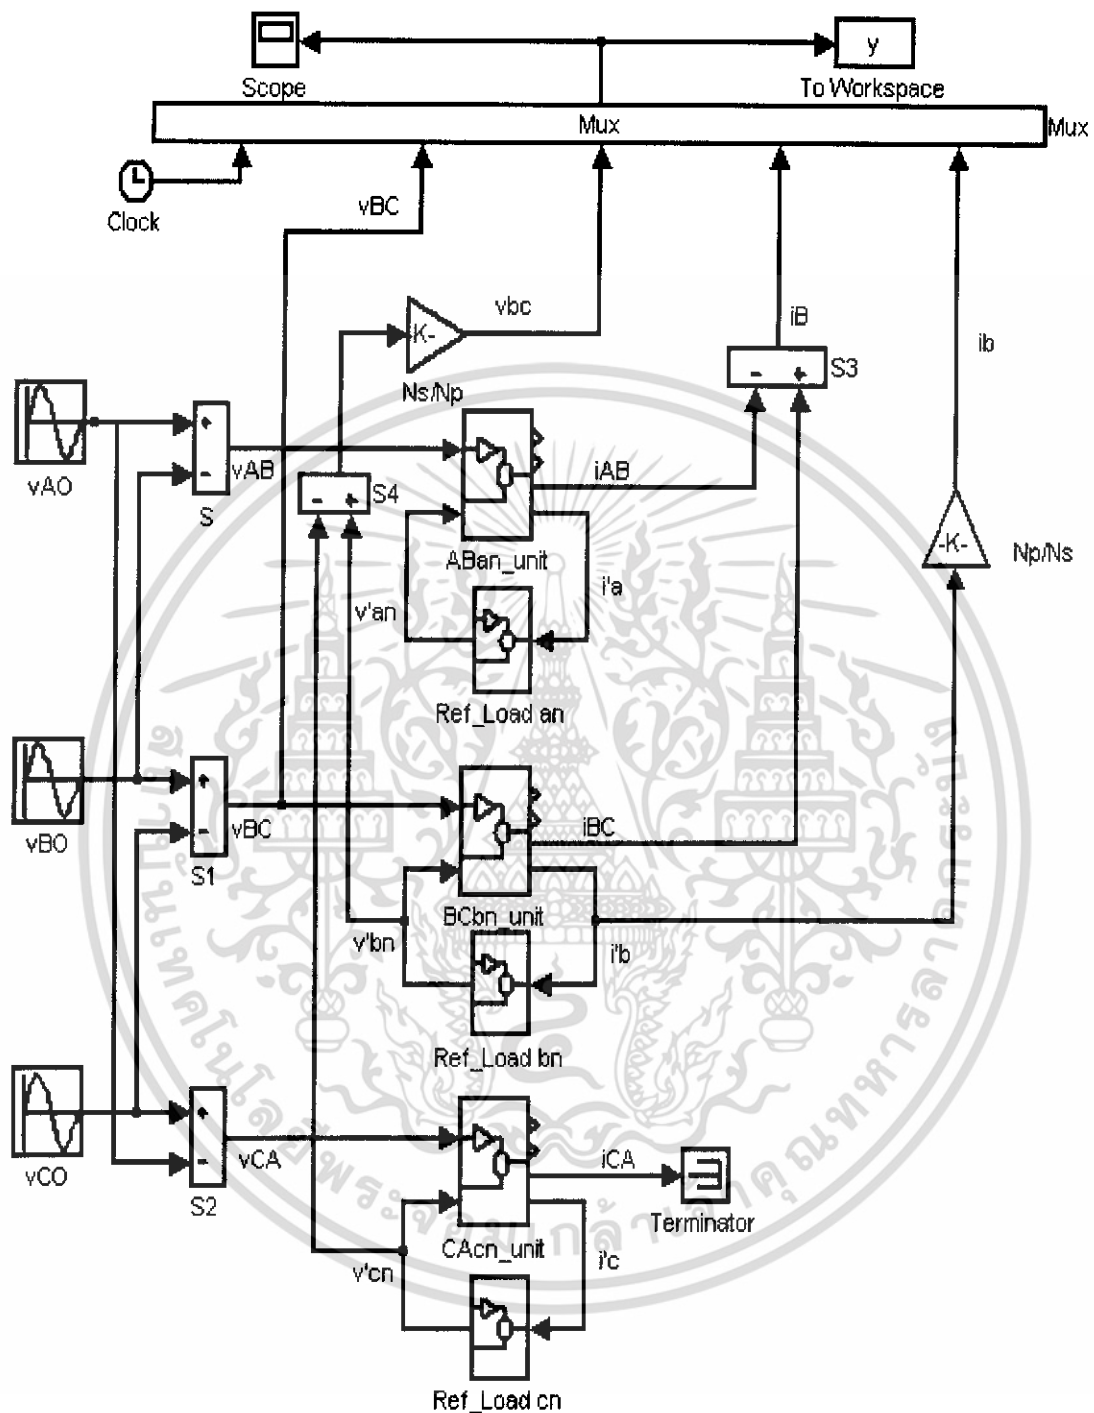 y
Scope
To Workspace
Mux
Mux
Clock
vBC
vbc
-K-
Ns/Np
iB
ib
- +
S3
vAO
+
-
S
vAB
- +
S4
iAB
ABan_unit
-K-
Np/Ns
i'a
v'an
Ref_Load an
vBO
+
-
S1
vBC
iBC
BCbn_unit
v'bn
i'b
Ref_Load bn
vCO
+
-
S2
vCA
iCA
Terminator
CAcn_unit
v'cn
i'c
Ref_Load cn